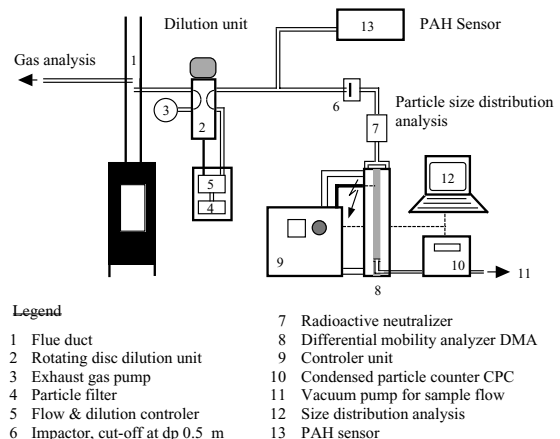 Dilution unit
13
PAH Sensor
Gas analysis
1
3
2
6
Particle size distribution
analysis
7
5
4
12
9
10
11
8
Legend
1 Flue duct
2 Rotating disc dilution unit
3 Exhaust gas pump
4 Particle filter
5 Flow & dilution controler
6 Impactor, cut-off at dp 0.5 m
7 Radioactive neutralizer
8 Differential mobility analyzer DMA
9 Controler unit
10 Condensed particle counter CPC
11 Vacuum pump for sample flow
12 Size distribution analysis
13 PAH sensor